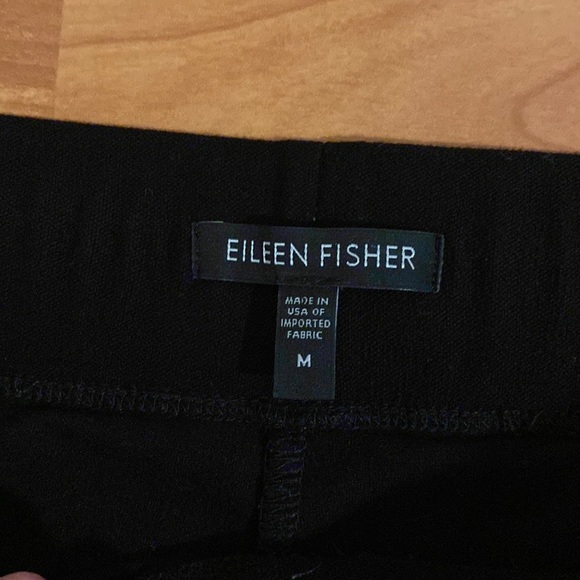 EILEEN FISHER
MADE IN
USA OF
IMPORTED
FABRIC
M